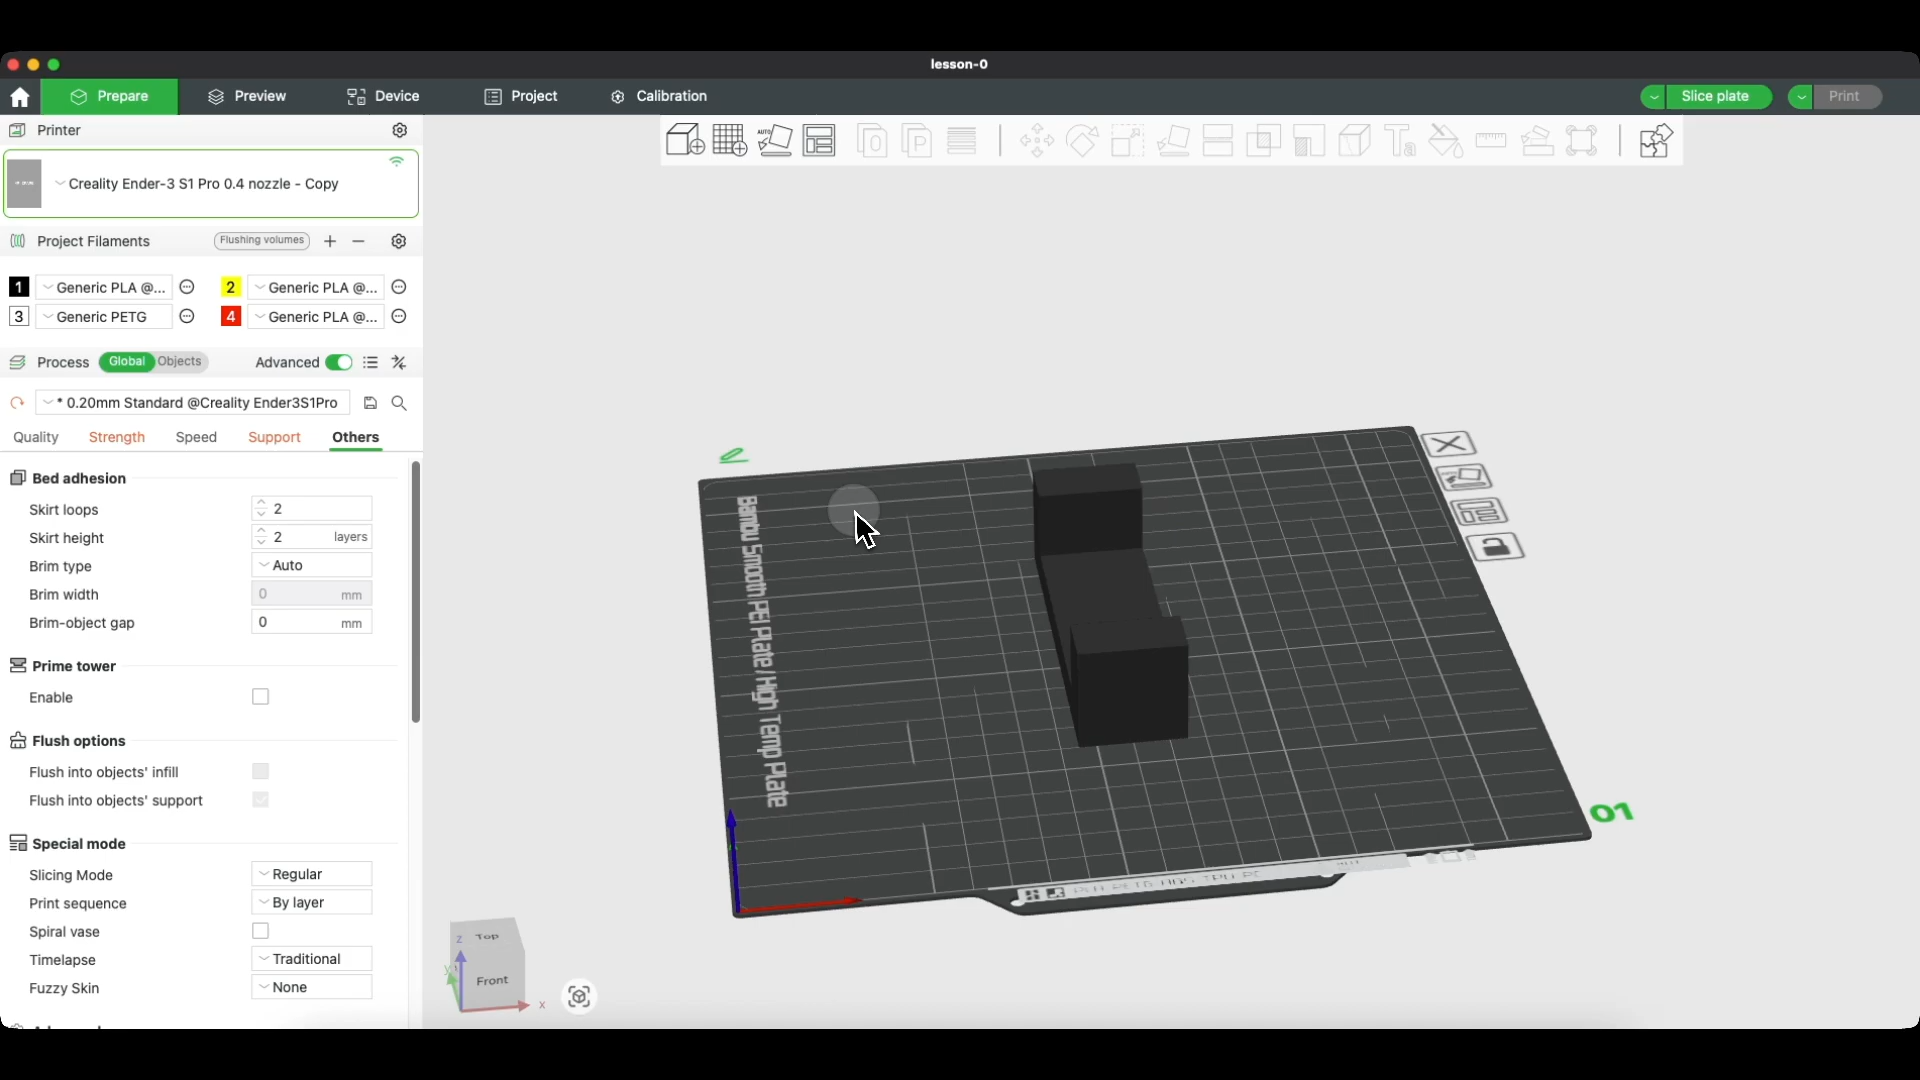 lesson-0
Prepare
Preview
Device
Project
Calibration
Slice plate
Print
Printer
Creality Ender-3 S1 Pro 0.4 nozzle - Copy
Project Filaments
Flushing volumes
1 Generic PLA @...
2 Generic PLA @...
3 Generic PETG
4 Generic PLA @...
Process
Global
Objects
Advanced
* 0.20mm Standard @Creality Ender3S1Pro
Quality
Strength
Speed
Support
Others
Bed adhesion
Skirt loops 2
Skirt height 2 layers
Brim type Auto
Brim width 0 mm
Brim-object gap 0 mm
Prime tower
Enable
Flush options
Flush into objects' infill
Flush into objects' support
Special mode
Slicing Mode Regular
Print sequence By layer
Spiral vase
Timelapse Traditional
Fuzzy Skin None
AUTO
Bambu Smooth PEI Plate / High Temp Plate
01
Top
Front
z
y
x